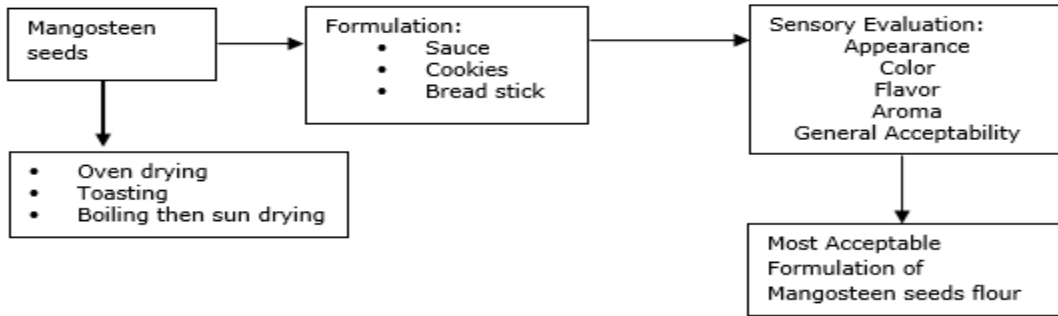 Mangosteen
seeds
Formulation:
• Sauce
• Cookies
• Bread stick
Sensory Evaluation:
Appearance
Color
Flavor
Aroma
General Acceptability
• Oven drying
• Toasting
• Boiling then sun drying
Most Acceptable
Formulation of
Mangosteen seeds flour